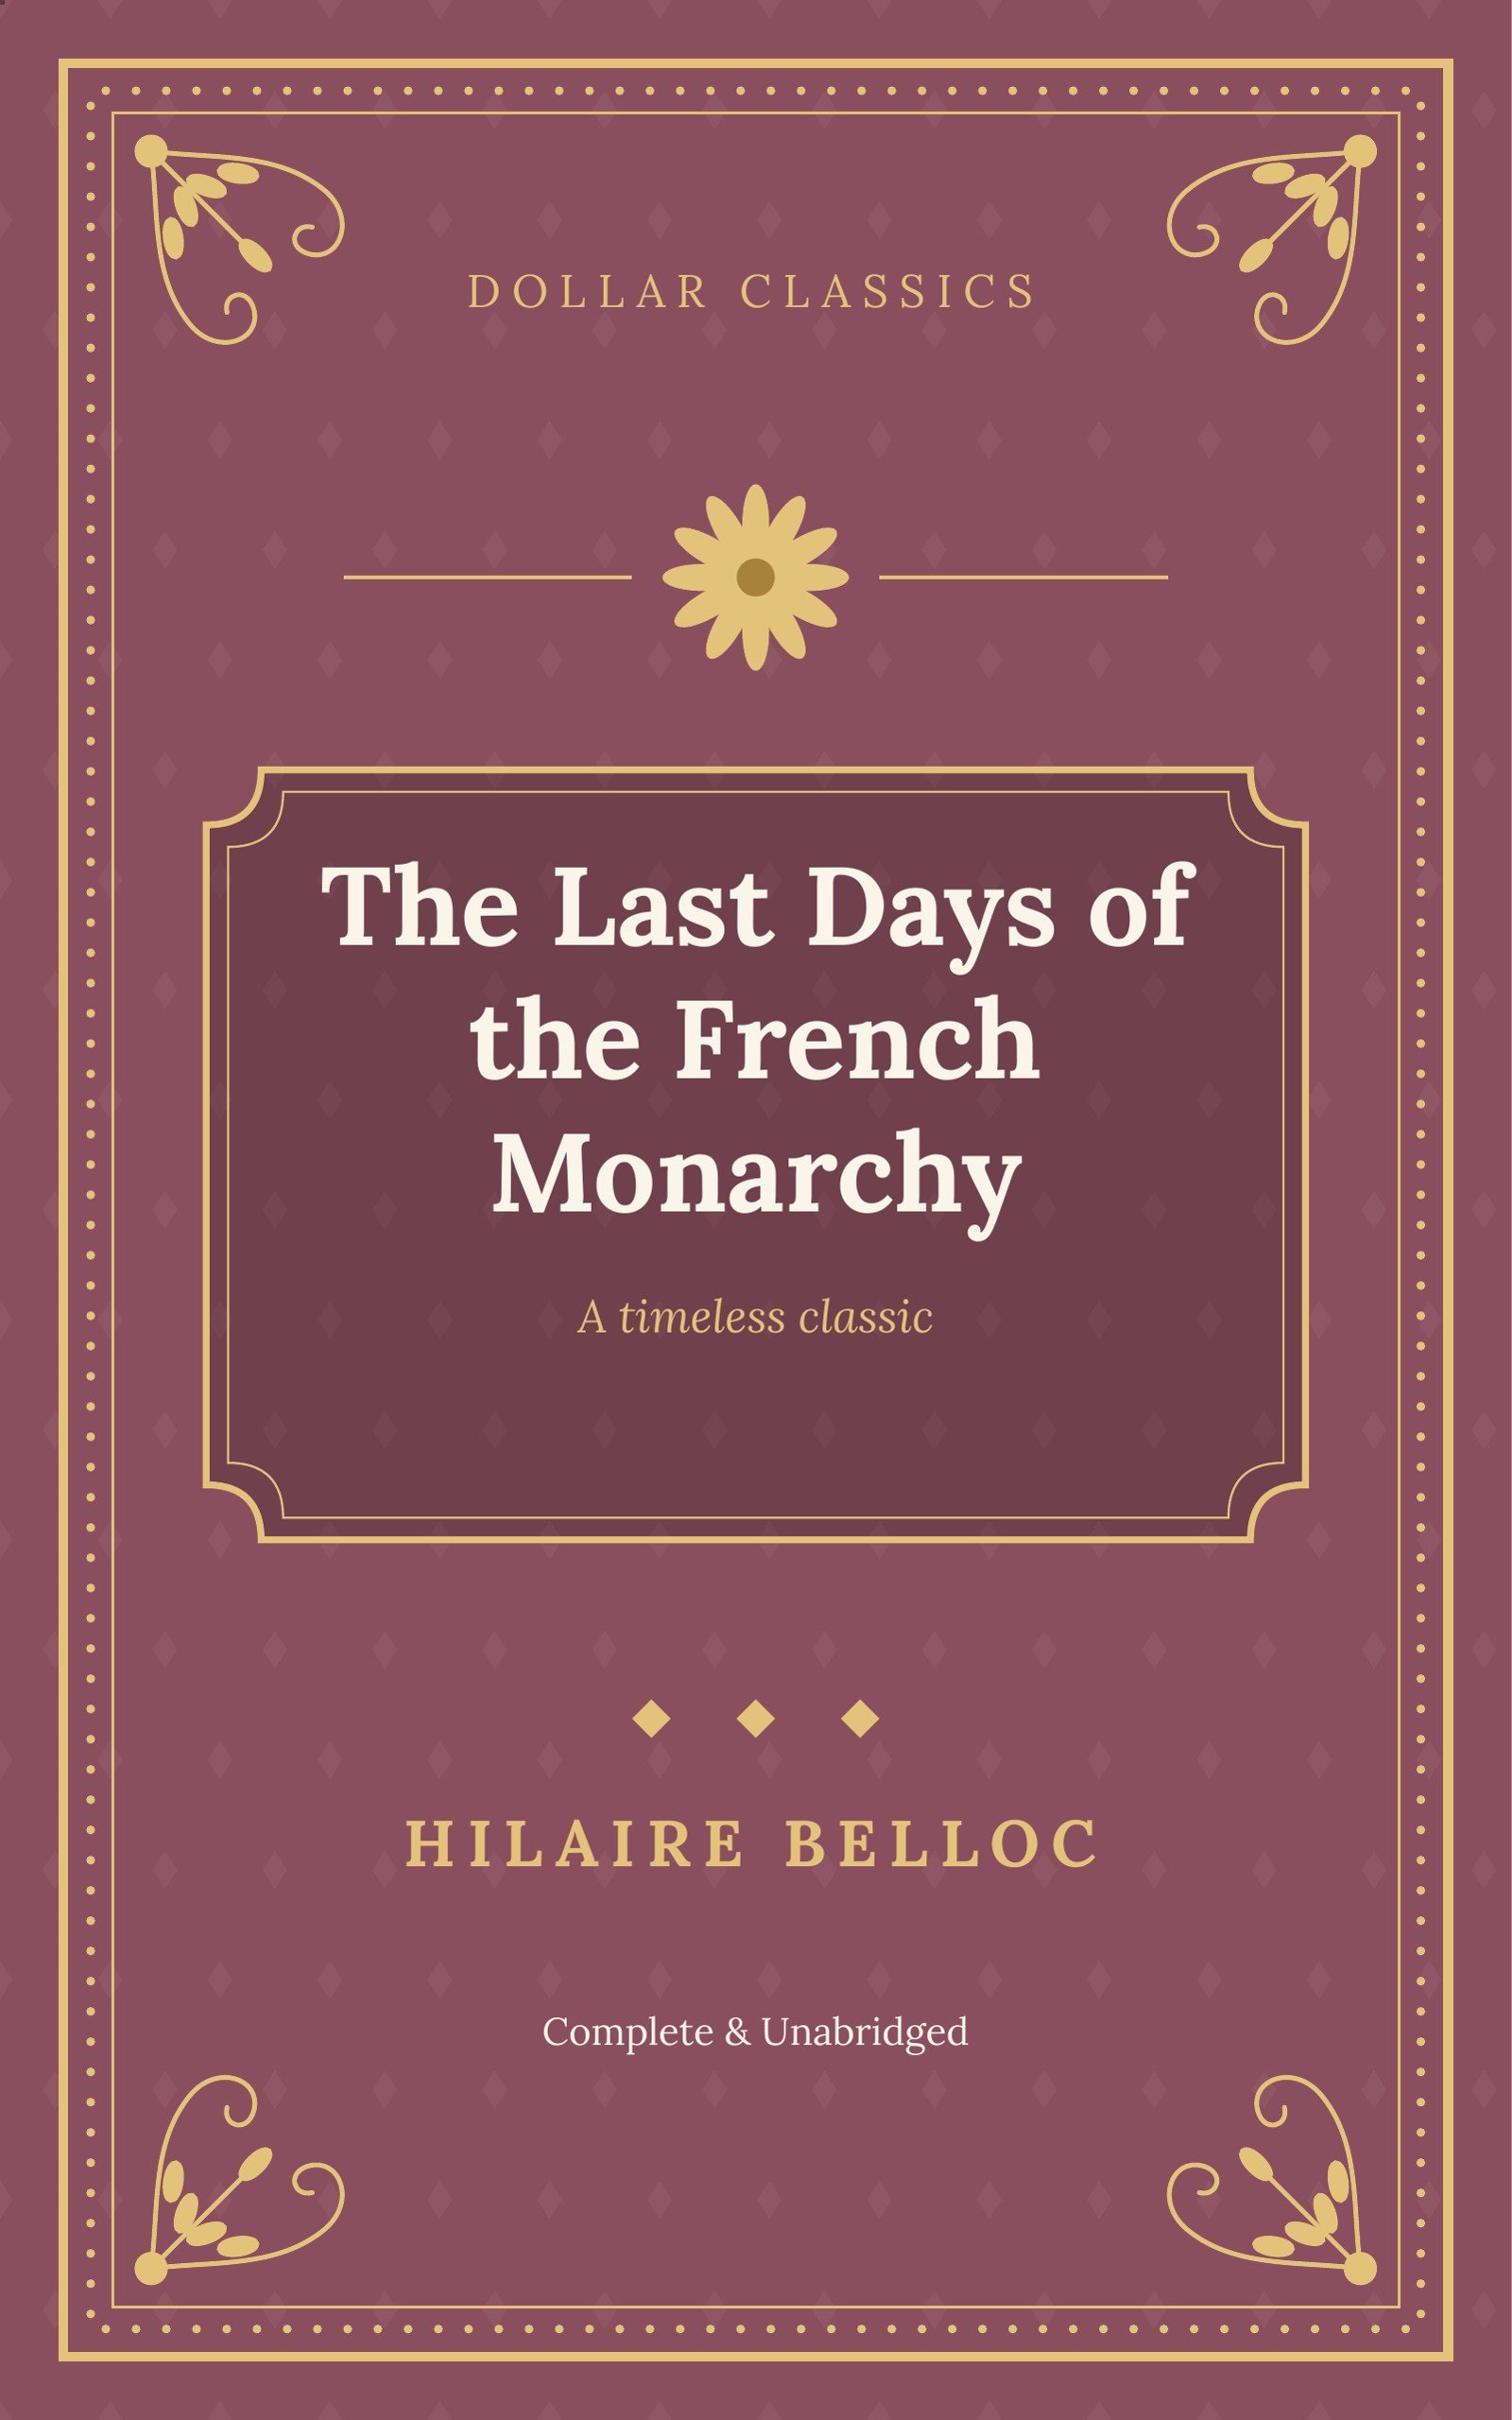 DOLLAR CLASSICS
The Last Days of
the French
Monarchy
A timeless classic
HILAIRE BELLOC
Complete & Unabridged